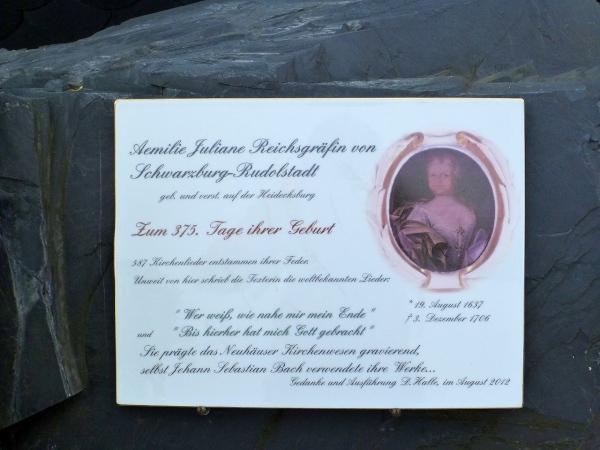 Aemilie Juliane Reichsgräfin von
Schwarzburg-Rudolstadt
geb. und verst. auf der Heidecksburg
Zum 375. Tage ihrer Geburt
587 Kirchenlieder entstammen ihrer Feder.
Unweit von hier schrieb die Texterin die weltbekannten Lieder:
* 19. August 1637
† 3. Dezember 1706
" Wer weiß, wie nahe mir mein Ende "
und " Bis hierher hat mich Gott gebracht "
Sie prägte das Neuhäuser Kirchenwesen gravierend,
selbst Johann Sebastian Bach verwendete ihre Werke...
Gedanke und Ausführung D. Halle, im August 2012